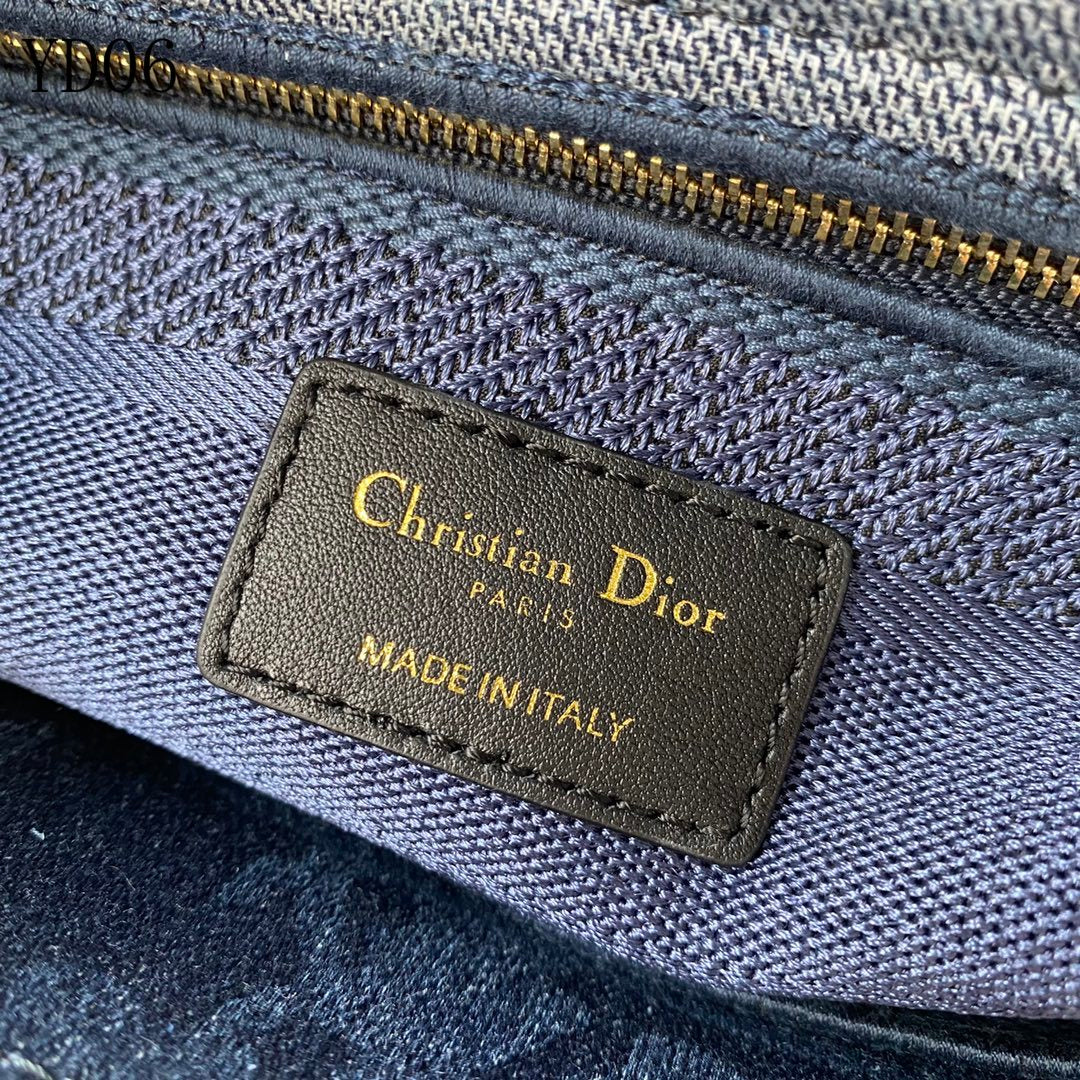 YD06
Christian Dior
PARIS
MADE IN ITALY